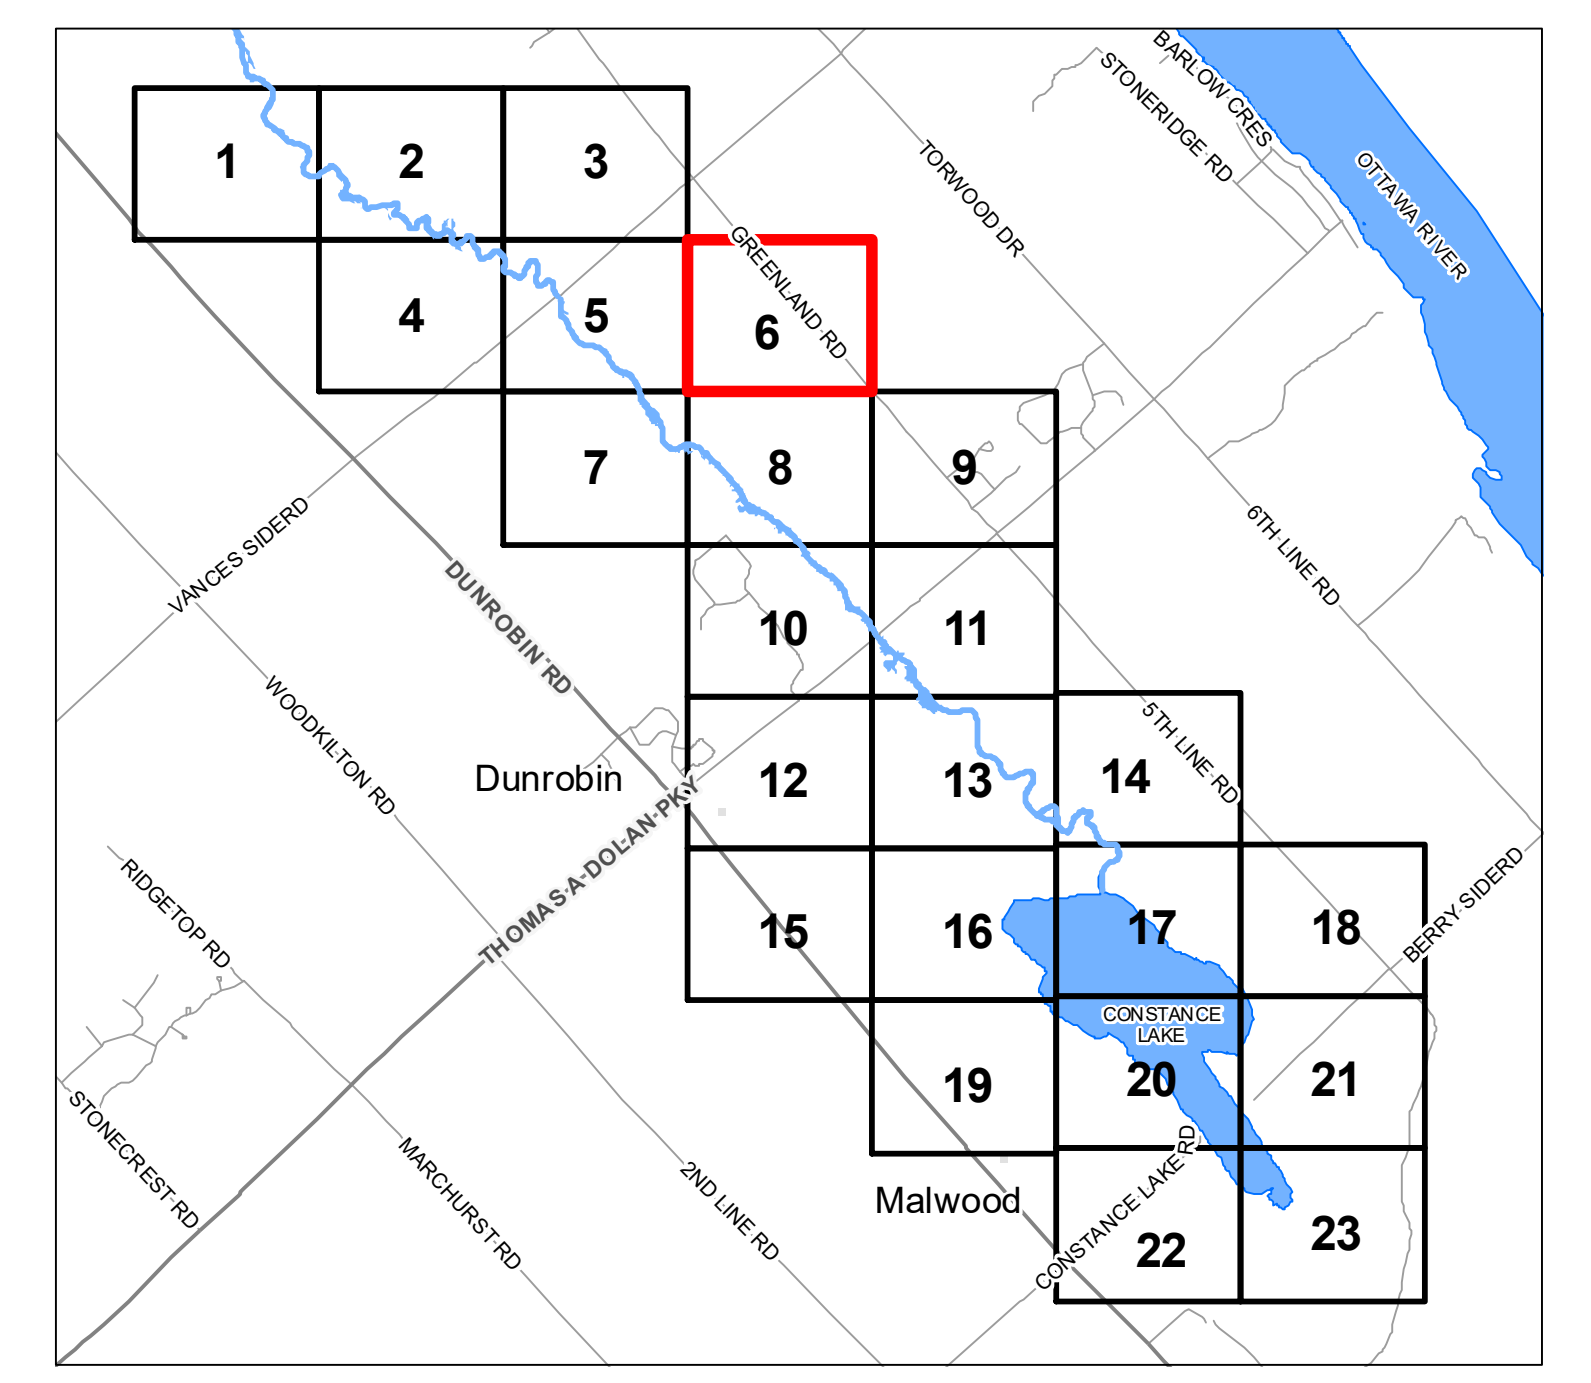 BARLOW CRES
STONERIDGE RD
OTTAWA RIVER
TORWOOD DR
1
2
3
GREENLAND RD
4
5
6
7
8
9
VANCES SIDERD
DUNROBIN RD
6TH LINE RD
10
11
WOODKILTON RD
5TH LINE RD
Dunrobin
12
13
14
THOMAS A DOLAN PKY
RIDGETOP RD
15
16
17
18
BERRY SIDERD
CONSTANCE
LAKE
19
20
21
STONECREST RD
MARCHURST RD
2ND LINE RD
Malwood
CONSTANCE LAKE RD
22
23